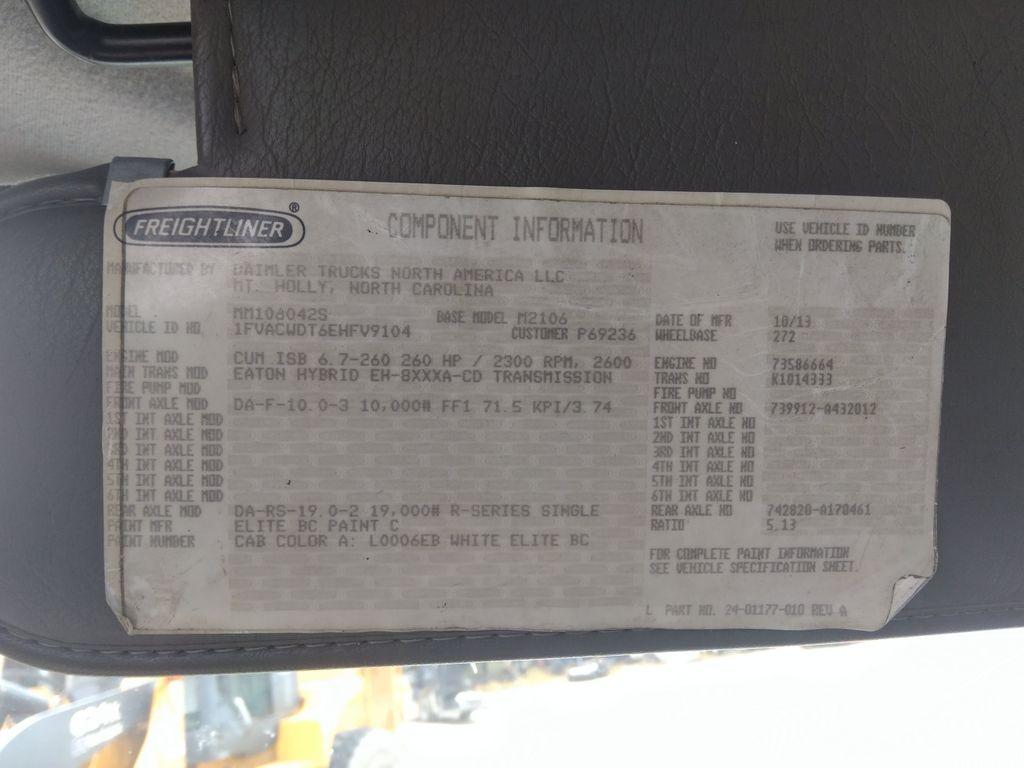 FREIGHTLINER® COMPONENT INFORMATION USE VEHICLE ID NUMBER
WHEN ORDERING PARTS.
MANUFACTURED BY DAIMLER TRUCKS NORTH AMERICA LLC
MT. HOLLY, NORTH CAROLINA
MODEL MM106042S BASE MODEL M2106 DATE OF MFR 10/13
VEHICLE ID NO. 1FVACWDT6EHFV9104 CUSTOMER P69236 WHEELBASE 272
ENGINE MOD CUM ISB 6.7-260 260 HP / 2300 RPM, 2600 ENGINE NO 73586664
MAIN TRANS MOD EATON HYBRID EH-8XXXA-CD TRANSMISSION TRANS NO K1014333
FIRE PUMP MOD FIRE PUMP NO
FRONT AXLE MOD DA-F-10.0-3 10,000# FF1 71.5 KPI/3.74 FRONT AXLE NO 739912-A432012
1ST INT AXLE MOD 1ST INT AXLE NO
2ND INT AXLE MOD 2ND INT AXLE NO
3RD INT AXLE MOD 3RD INT AXLE NO
4TH INT AXLE MOD 4TH INT AXLE NO
5TH INT AXLE MOD 5TH INT AXLE NO
6TH INT AXLE MOD 6TH INT AXLE NO
REAR AXLE MOD DA-RS-19.0-2 19,000# R-SERIES SINGLE REAR AXLE NO 742820-A170461
PAINT MFR ELITE BC PAINT C RATIO 5.13
PAINT NUMBER CAB COLOR A: L0006EB WHITE ELITE BC
FOR COMPLETE PAINT INFORMATION
SEE VEHICLE SPECIFICATION SHEET.
L PART NO. 24-01177-010 REV A